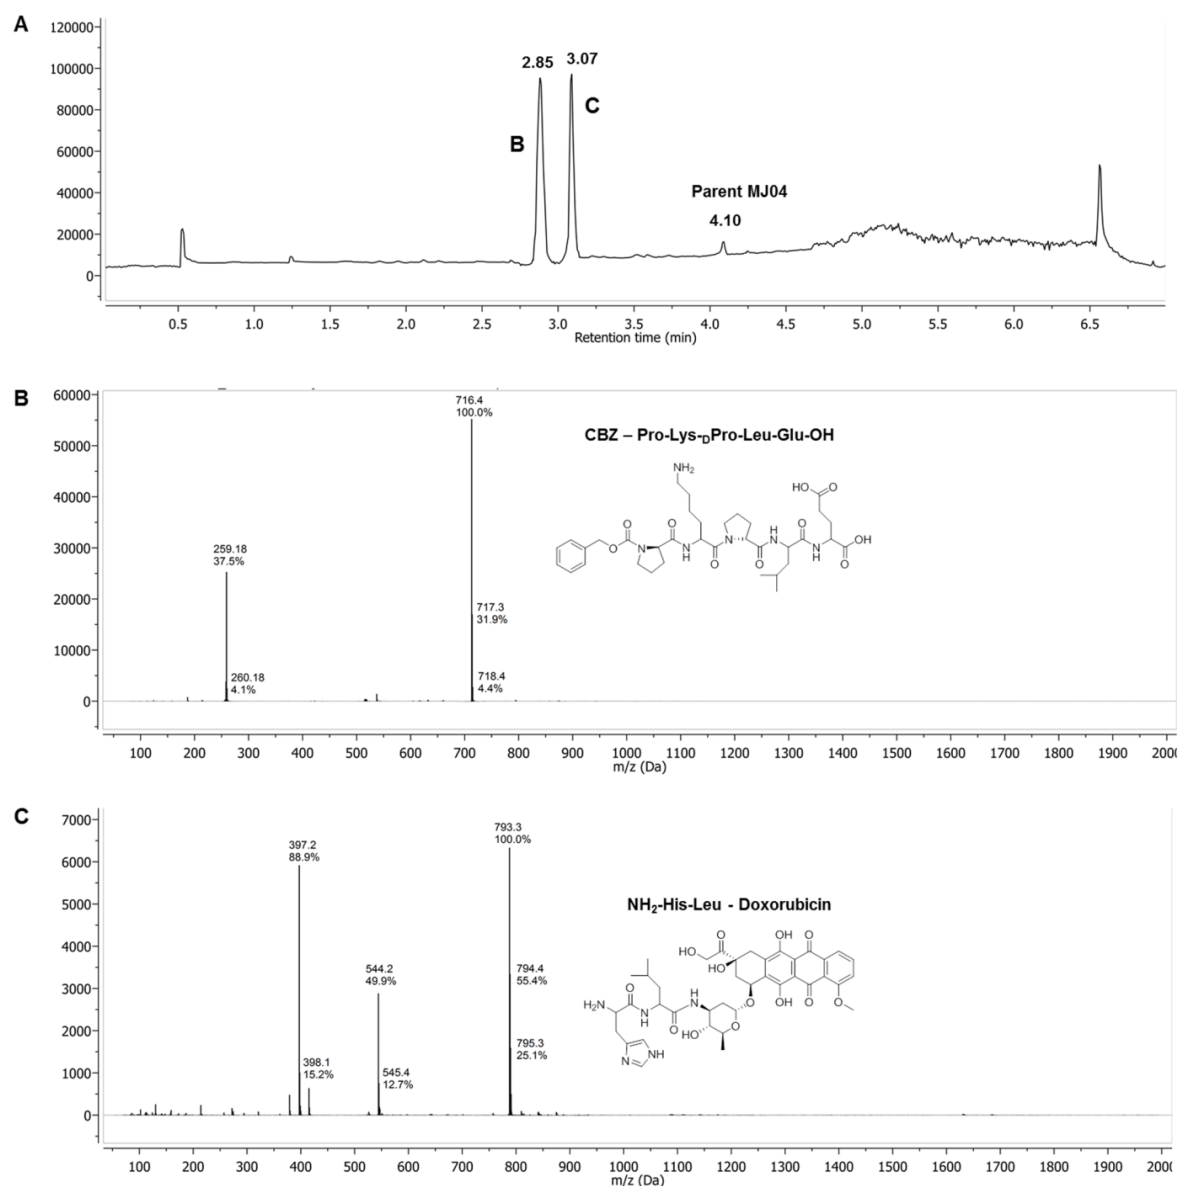 A
120000
100000
80000
60000
40000
20000
0
2.85
3.07
B
C
Parent MJ04
4.10
0.5 1.0 1.5 2.0 2.5 3.0 3.5 4.0 4.5 5.0 5.5 6.0 6.5
Retention time (min)
B
60000
50000
40000
30000
20000
10000
0
716.4
100.0%
259.18
37.5%
717.3
31.9%
260.18
4.1%
718.4
4.4%
CBZ – Pro-Lys-DPro-Leu-Glu-OH
NH2
HO
O
O
O
O
O
OH
O
N
N
H
N
N
H
N
H
O
O
O
100 200 300 400 500 600 700 800 900 1000 1100 1200 1300 1400 1500 1600 1700 1800 1900 2000
m/z (Da)
C
7000
6000
5000
4000
3000
2000
1000
0
793.3
100.0%
397.2
88.9%
544.2
49.9%
794.4
55.4%
795.3
25.1%
398.1
15.2%
545.4
12.7%
NH2-His-Leu - Doxorubicin
O
OH
O
HO
HO
O
OH
O
O
O
H
N
H2N
N
H
O
HO
O
N
NH
100 200 300 400 500 600 700 800 900 1000 1100 1200 1300 1400 1500 1600 1700 1800 1900 2000
m/z (Da)